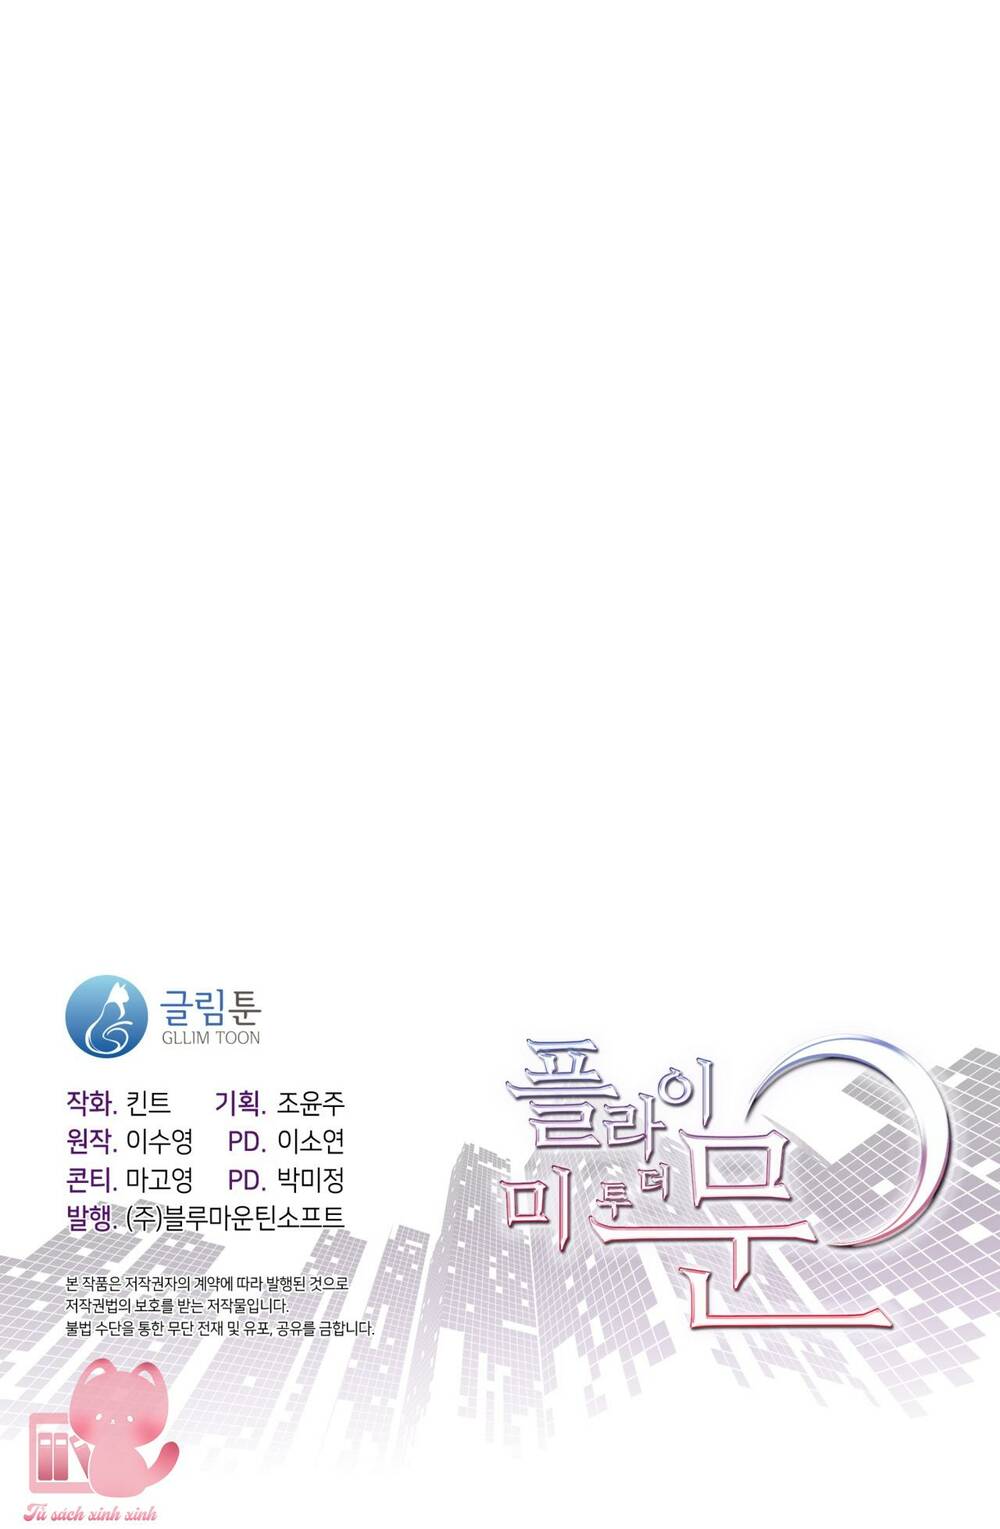 글림툰
GLLIM TOON
작화. 킨트 기획. 조윤주
원작. 이수영 PD. 이소연
콘티. 마고영 PD. 박미정
발행. (주)블루마운틴소프트
본 작품은 저작권자의 계약에 따라 발행된 것으로
저작권법의 보호를 받는 저작물입니다.
불법 수단을 통한 무단 전재 및 유포, 공유를 금합니다.
플라이
미 투 더 문
Tủ sách xinh xinh